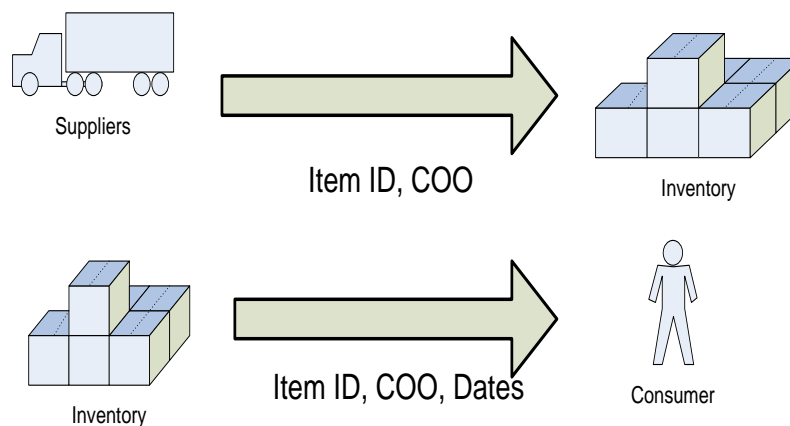 Suppliers
Item ID, COO
Inventory
Item ID, COO, Dates
Inventory
Consumer